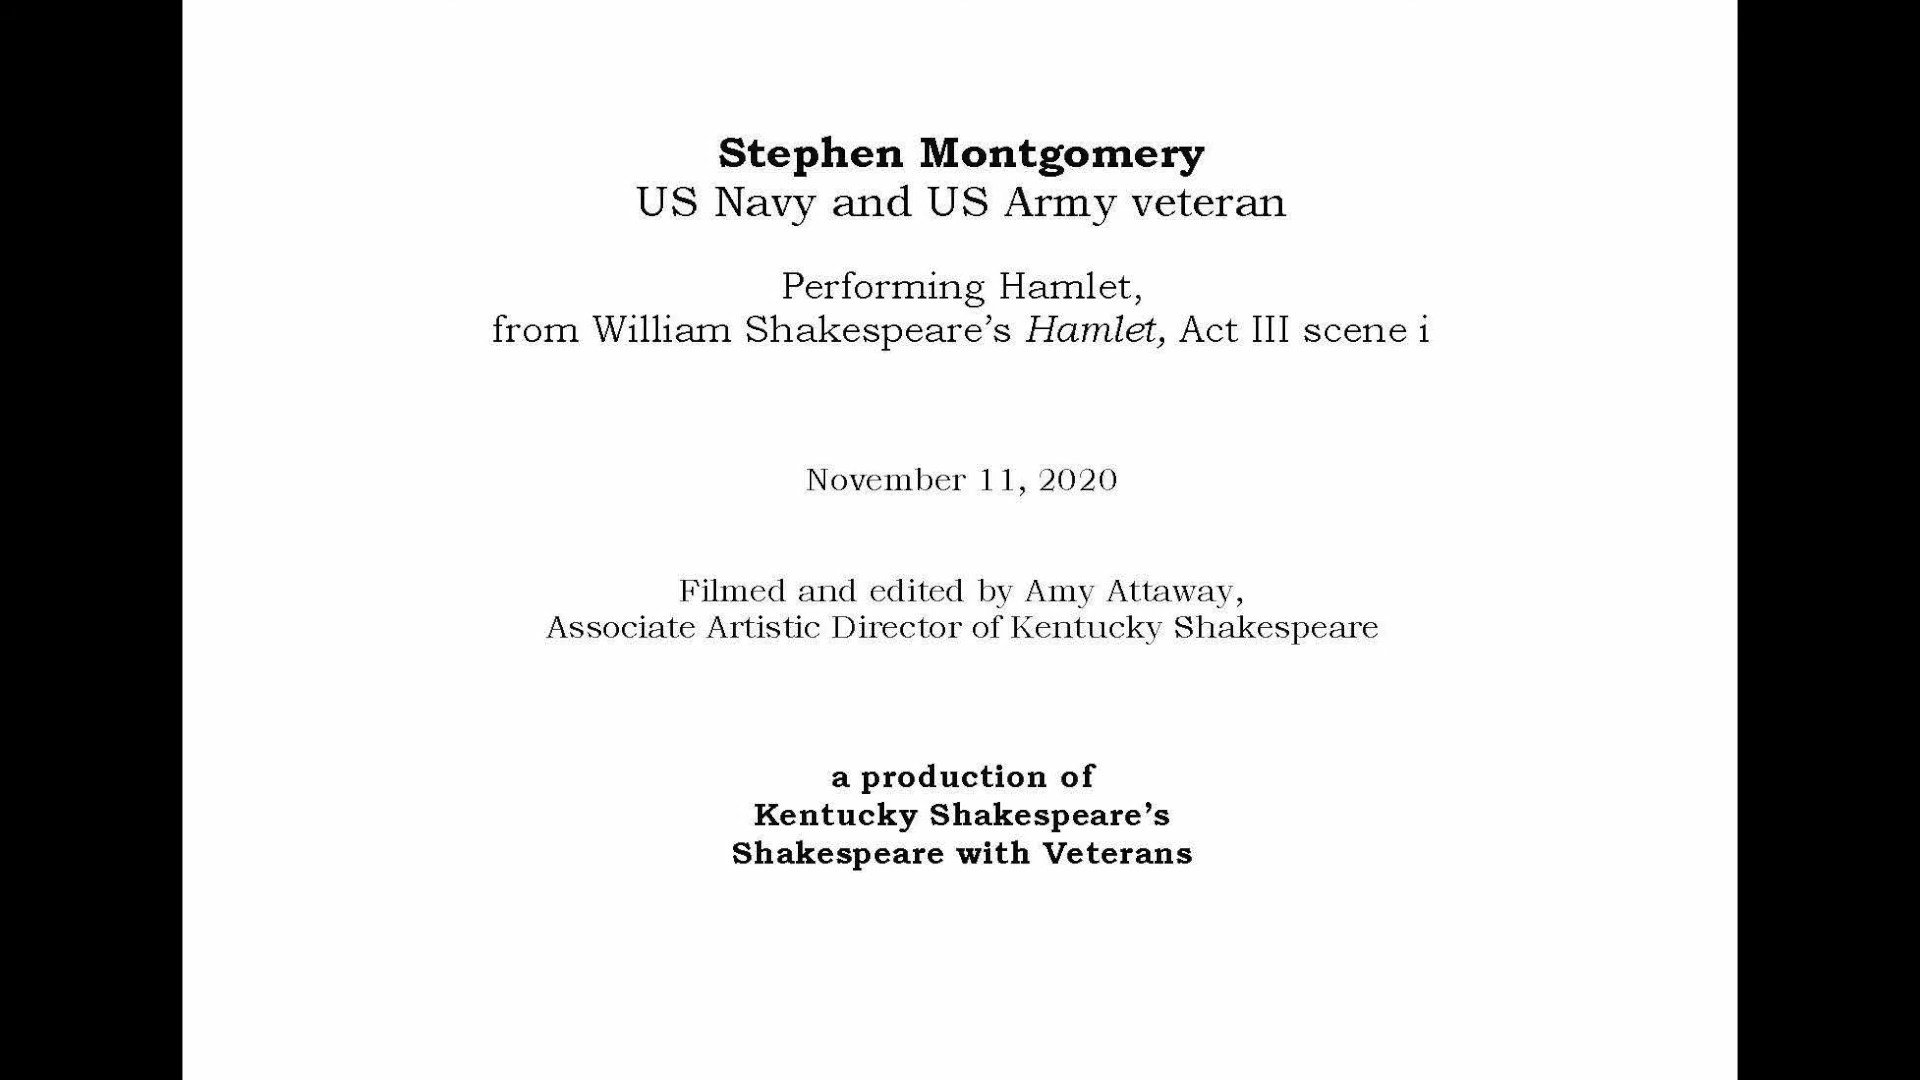 Stephen Montgomery
US Navy and US Army veteran
Performing Hamlet,
from William Shakespeare’s Hamlet, Act III scene i
November 11, 2020
Filmed and edited by Amy Attaway,
Associate Artistic Director of Kentucky Shakespeare
a production of
Kentucky Shakespeare’s
Shakespeare with Veterans